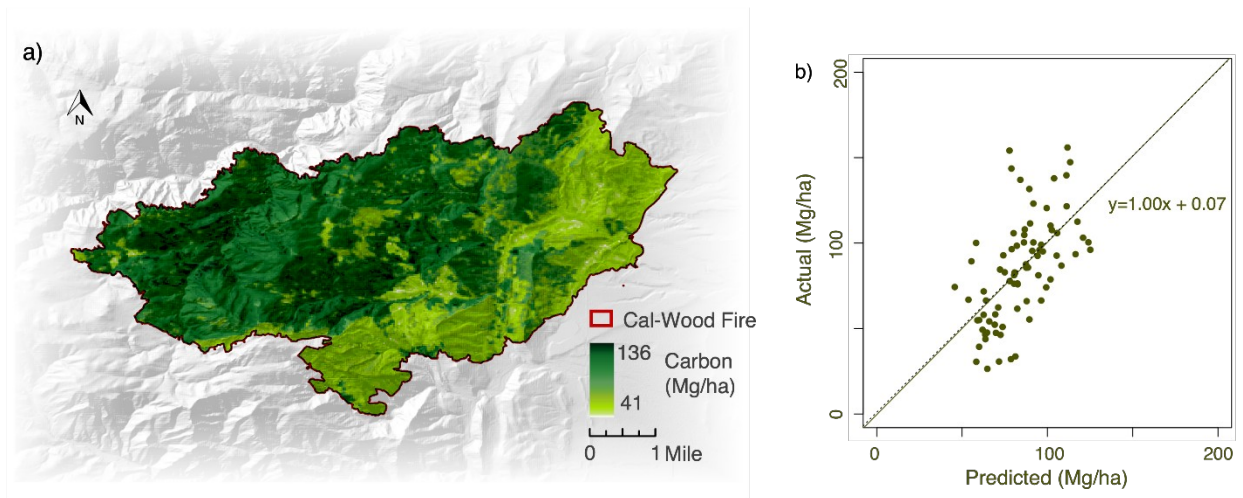 a)
N
Cal-Wood Fire
136
Carbon
(Mg/ha)
41
0 1 Mile
b)
200
100
0
Actual (Mg/ha)
y=1.00x + 0.07
0 100 200
Predicted (Mg/ha)